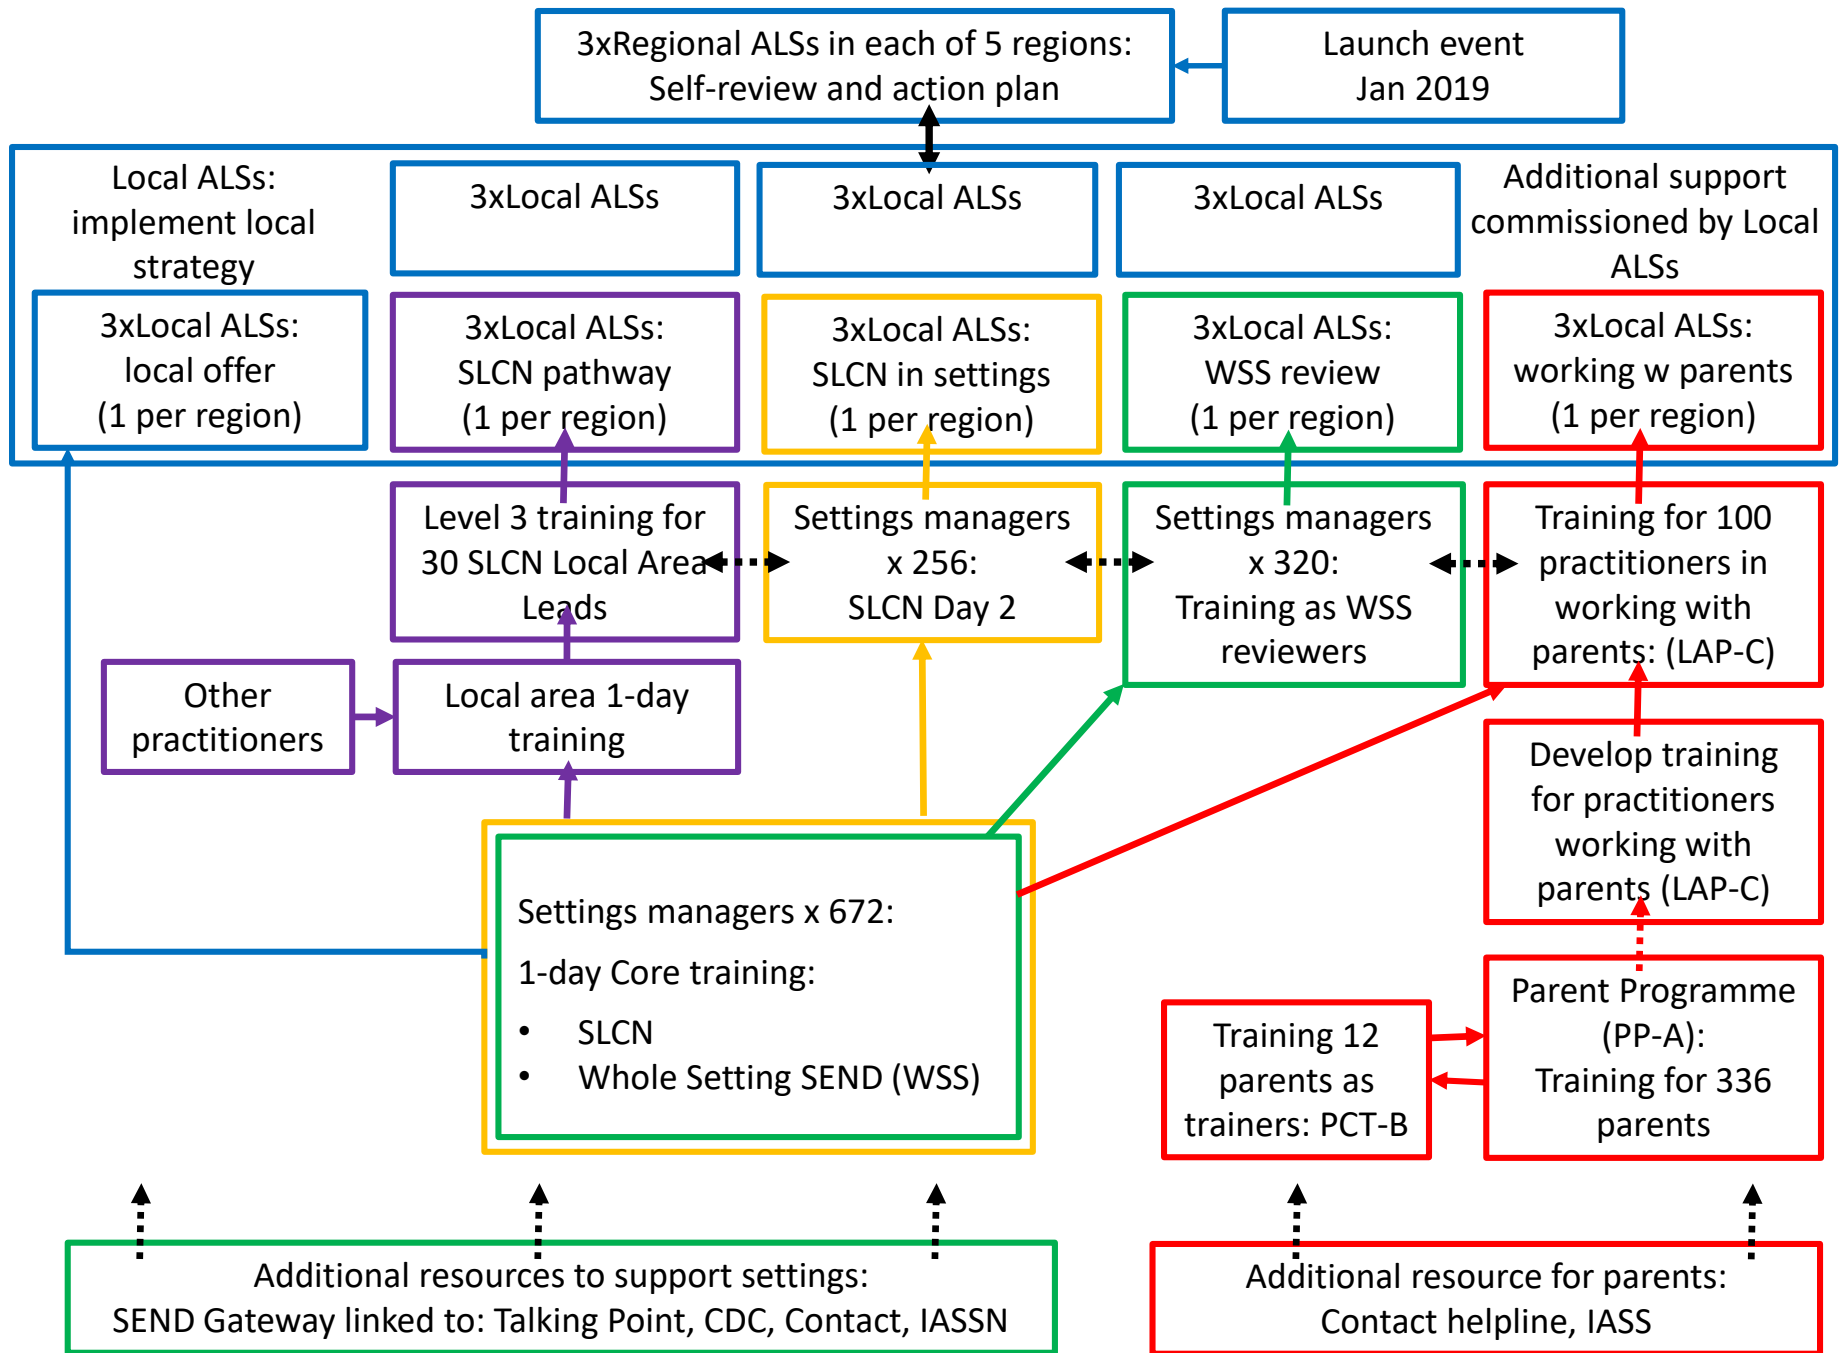 3xRegional ALSs in each of 5 regions:
Self-review and action plan
Launch event
Jan 2019
Local ALSs:
implement local
strategy
3xLocal ALSs
3xLocal ALSs
3xLocal ALSs
Additional support
commissioned by Local
ALSs
3xLocal ALSs:
local offer
(1 per region)
3xLocal ALSs:
SLCN pathway
(1 per region)
3xLocal ALSs:
SLCN in settings
(1 per region)
3xLocal ALSs:
WSS review
(1 per region)
3xLocal ALSs:
working w parents
(1 per region)
Level 3 training for
30 SLCN Local Area
Leads
Settings managers
x 256:
SLCN Day 2
Settings managers
x 320:
Training as WSS
reviewers
Training for 100
practitioners in
working with
parents: (LAP-C)
Other
practitioners
Local area 1-day
training
Develop training
for practitioners
working with
parents (LAP-C)
Settings managers x 672:
1-day Core training:
• SLCN
• Whole Setting SEND (WSS)
Training 12
parents as
trainers: PCT-B
Parent Programme
(PP-A):
Training for 336
parents
Additional resources to support settings:
SEND Gateway linked to: Talking Point, CDC, Contact, IASSN
Additional resource for parents:
Contact helpline, IASS